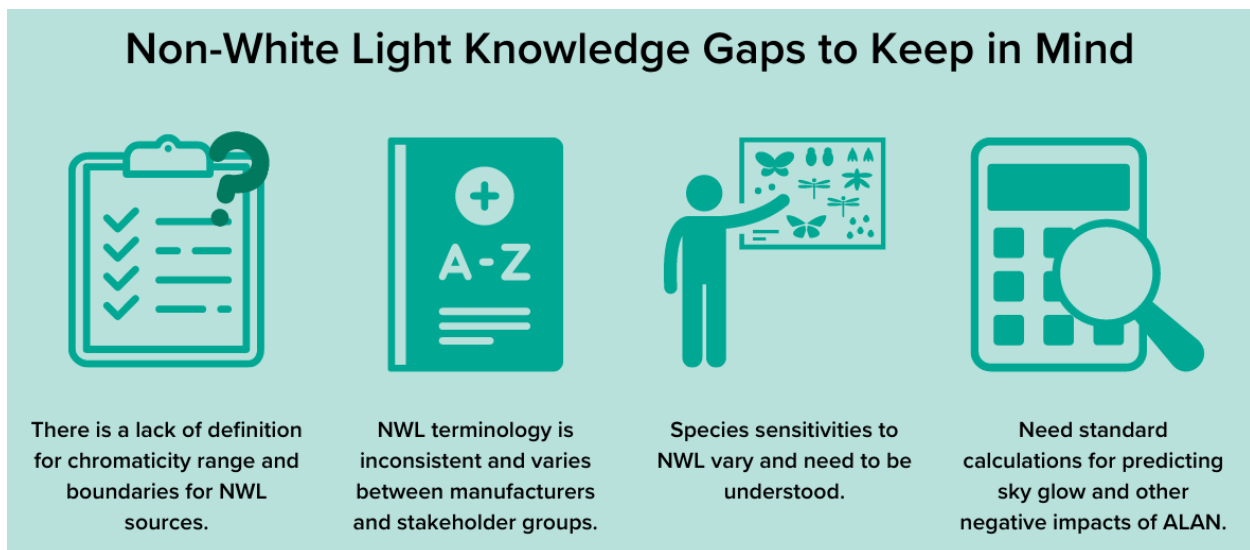 Non-White Light Knowledge Gaps to Keep in Mind
?
A-Z
There is a lack of definition
for chromaticity range and
boundaries for NWL
sources.
NWL terminology is
inconsistent and varies
between manufacturers
and stakeholder groups.
Species sensitivities to
NWL vary and need to be
understood.
Need standard
calculations for predicting
sky glow and other
negative impacts of ALAN.